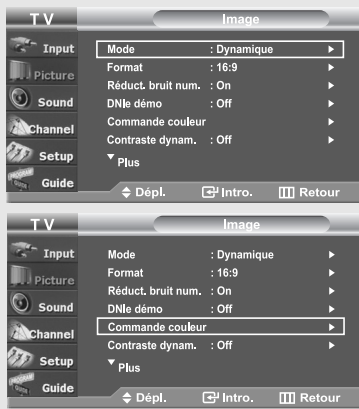 TV Image
Input
Mode : Dynamique
Picture
Format : 16:9
Réduct. bruit num. : On
Sound
DNIe démo : Off
Channel
Commande couleur
Contraste dynam. : Off
Setup
Plus
Guide
Dépl. Intro. Retour
TV Image
Input
Mode : Dynamique
Picture
Format : 16:9
Réduct. bruit num. : On
Sound
DNIe démo : Off
Channel
Commande couleur
Contraste dynam. : Off
Setup
Plus
Guide
Dépl. Intro. Retour